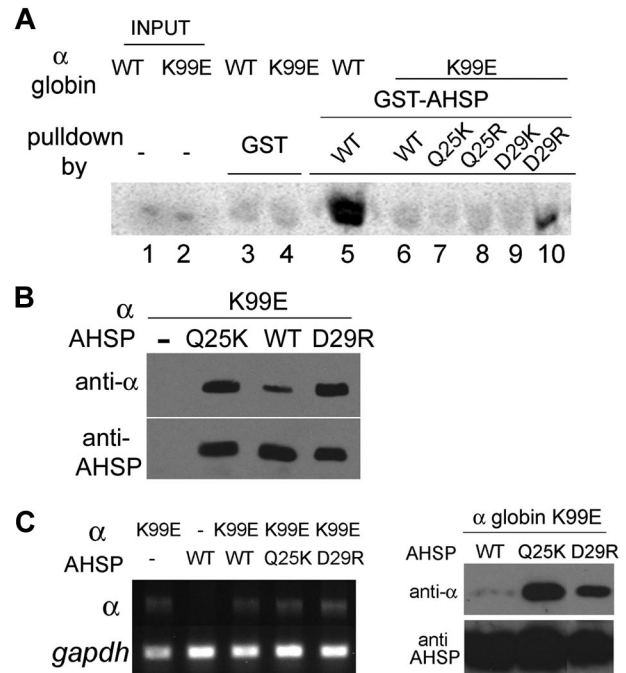 A
INPUT
α globin
WT K99E WT K99E WT K99E
GST-AHSP
pulldown by
- - GST WT WT Q25K Q25R D29K D29R
1 2 3 4 5 6 7 8 9 10
B
α K99E
AHSP - Q25K WT D29R
anti-α
anti-AHSP
C
α K99E - K99E K99E K99E
AHSP - WT WT Q25K D29R
α
gapdh
α globin K99E
AHSP WT Q25K D29R
anti-α
anti AHSP